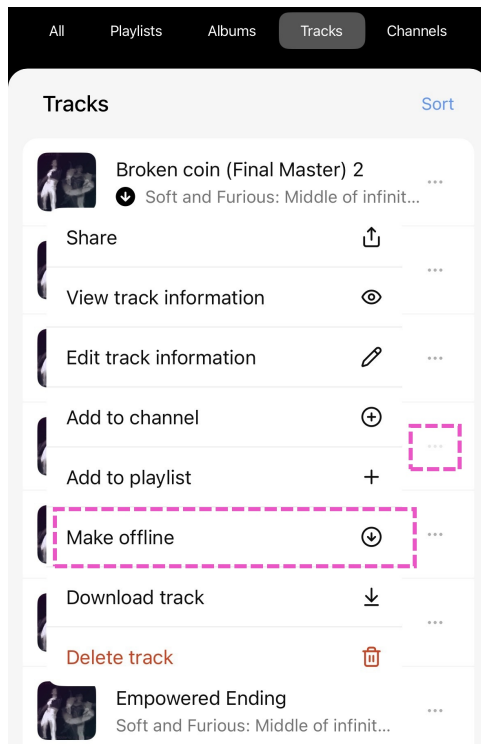 All Playlists Albums Tracks Channels
Tracks Sort
Broken coin (Final Master) 2
Soft and Furious: Middle of infinit...
Share
View track information
Edit track information
Add to channel
Add to playlist
Make offline
Download track
Delete track
Empowered Ending
Soft and Furious: Middle of infinit...